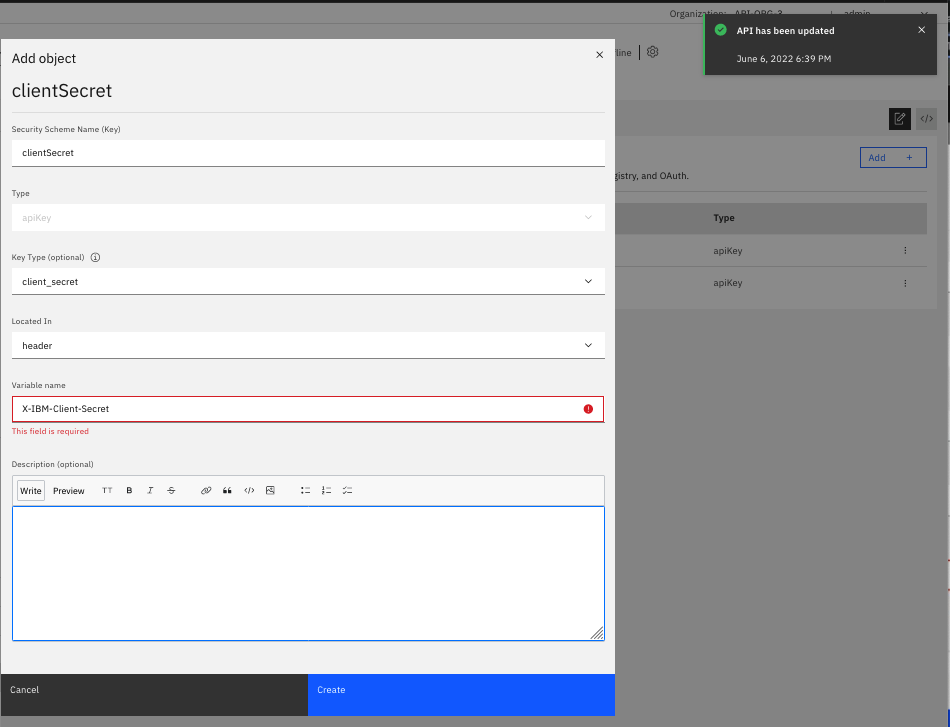 Organization: API-ORG-3
admin
API has been updated
June 6, 2022 6:39 PM
Add object
clientSecret
Security Scheme Name (Key)
clientSecret
Type
apiKey
Key Type (optional)
client_secret
Located In
header
Variable name
X-IBM-Client-Secret
This field is required
Description (optional)
Write Preview TT B I S
Cancel
Create
Add +
and OAuth.
Type
apiKey
apiKey